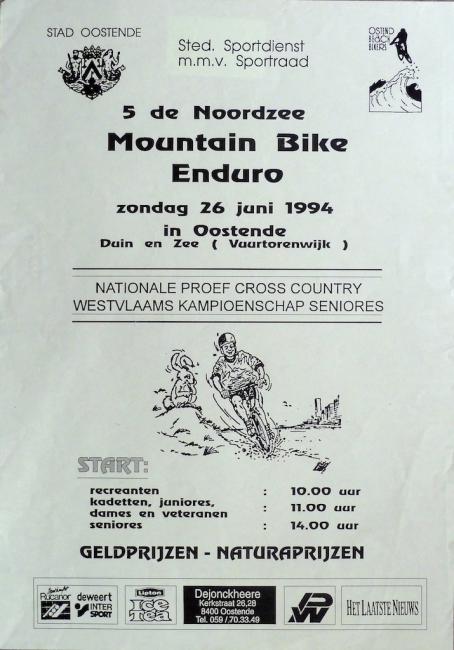 STAD OOSTENDE
Sted. Sportdienst
m.m.v. Sportraad
OOSTEND
BEACH
BIKERS
5 de Noordzee
Mountain Bike
Enduro
zondag 26 juni 1994
in Oostende
Duin en Zee ( Vuurtorenwijk )
NATIONALE PROEF CROSS COUNTRY
WESTVLAAMS KAMPIOENSCHAP SENIORES
START:
recreanten : 10.00 uur
kadetten, juniores,
dames en veteranen : 11.00 uur
seniores : 14.00 uur
GELDPRIJZEN - NATURAPRIJZEN
Rucanor
deweert
INTER
SPORT
Lipton
ICE
TEA
Dejonckheere
Kerkstraat 26,28
8400 Oostende
Tel. 059 / 70.33.49
HET LAATSTE NIEUWS